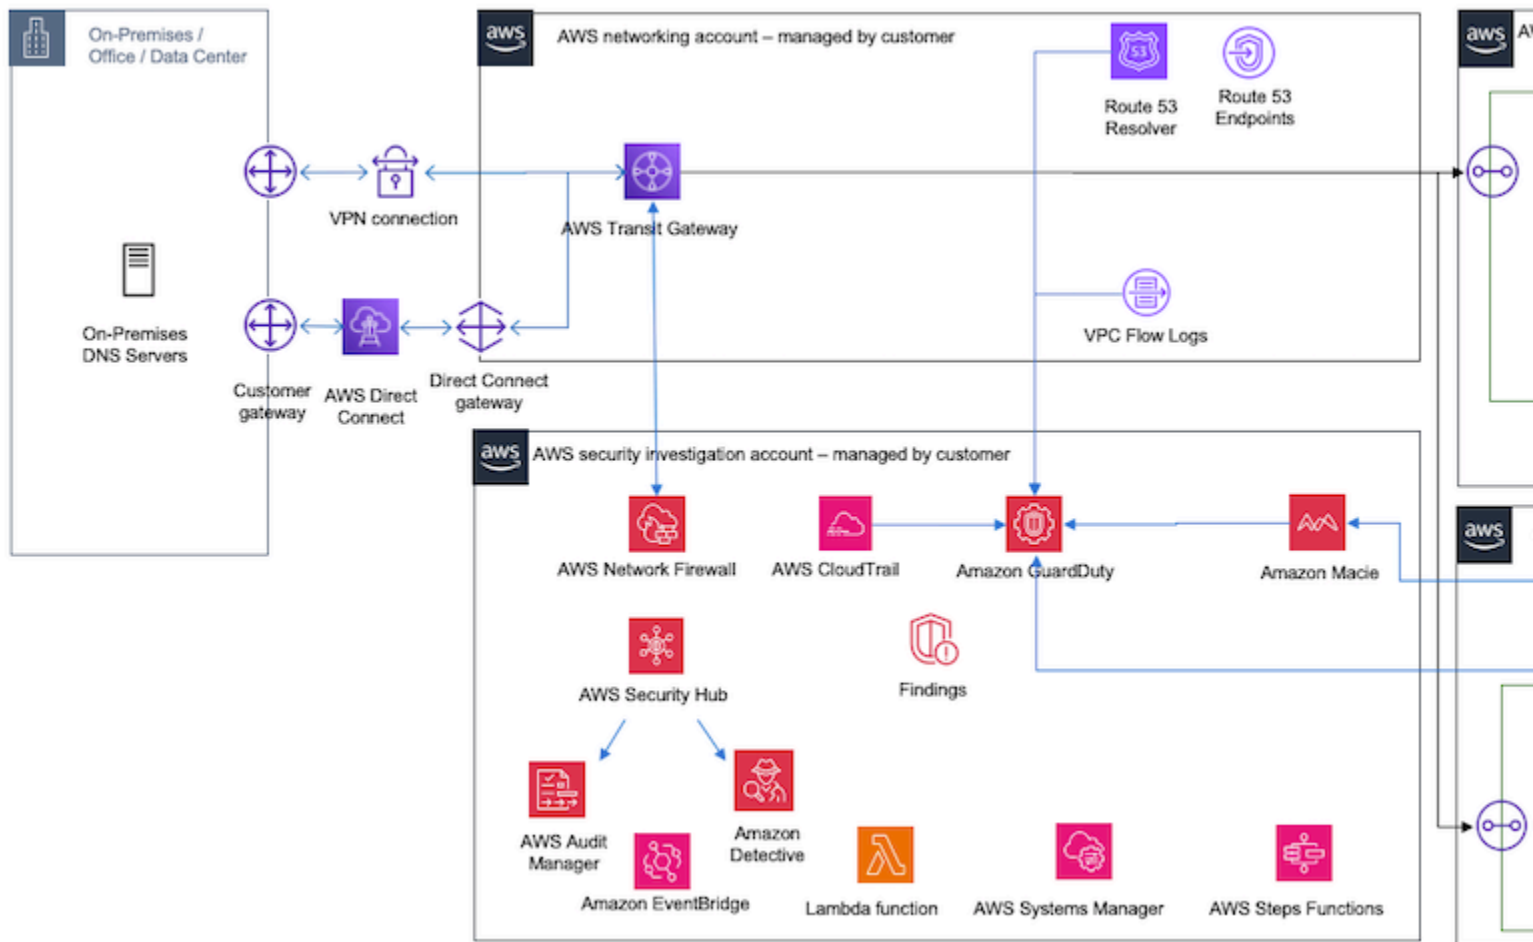 On-Premises /
Office / Data Center
aws
AWS networking account – managed by customer
53
Route 53
Resolver
Route 53
Endpoints
aws
VPN connection
AWS Transit Gateway
On-Premises
DNS Servers
VPC Flow Logs
Customer
gateway
AWS Direct
Connect
Direct Connect
gateway
aws
AWS security investigation account – managed by customer
aws
AWS Network Firewall
AWS CloudTrail
Amazon GuardDuty
Amazon Macie
AWS Security Hub
Findings
AWS Audit
Manager
Amazon
Detective
Amazon EventBridge
Lambda function
AWS Systems Manager
AWS Steps Functions